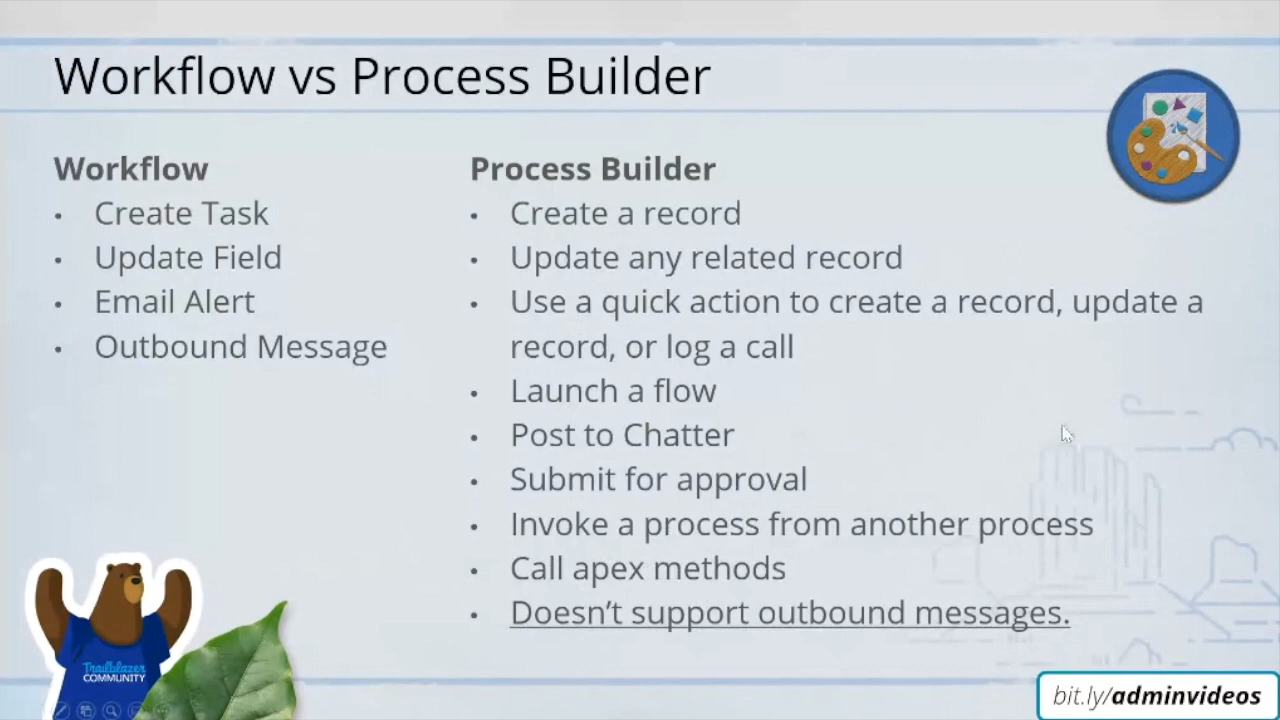 Workflow vs Process Builder
Workflow
• Create Task
• Update Field
• Email Alert
• Outbound Message
Process Builder
• Create a record
• Update any related record
• Use a quick action to create a record, update a
record, or log a call
• Launch a flow
• Post to Chatter
• Submit for approval
• Invoke a process from another process
• Call apex methods
• Doesn’t support outbound messages.
Trailblazer
COMMUNITY
bit.ly/adminvideos